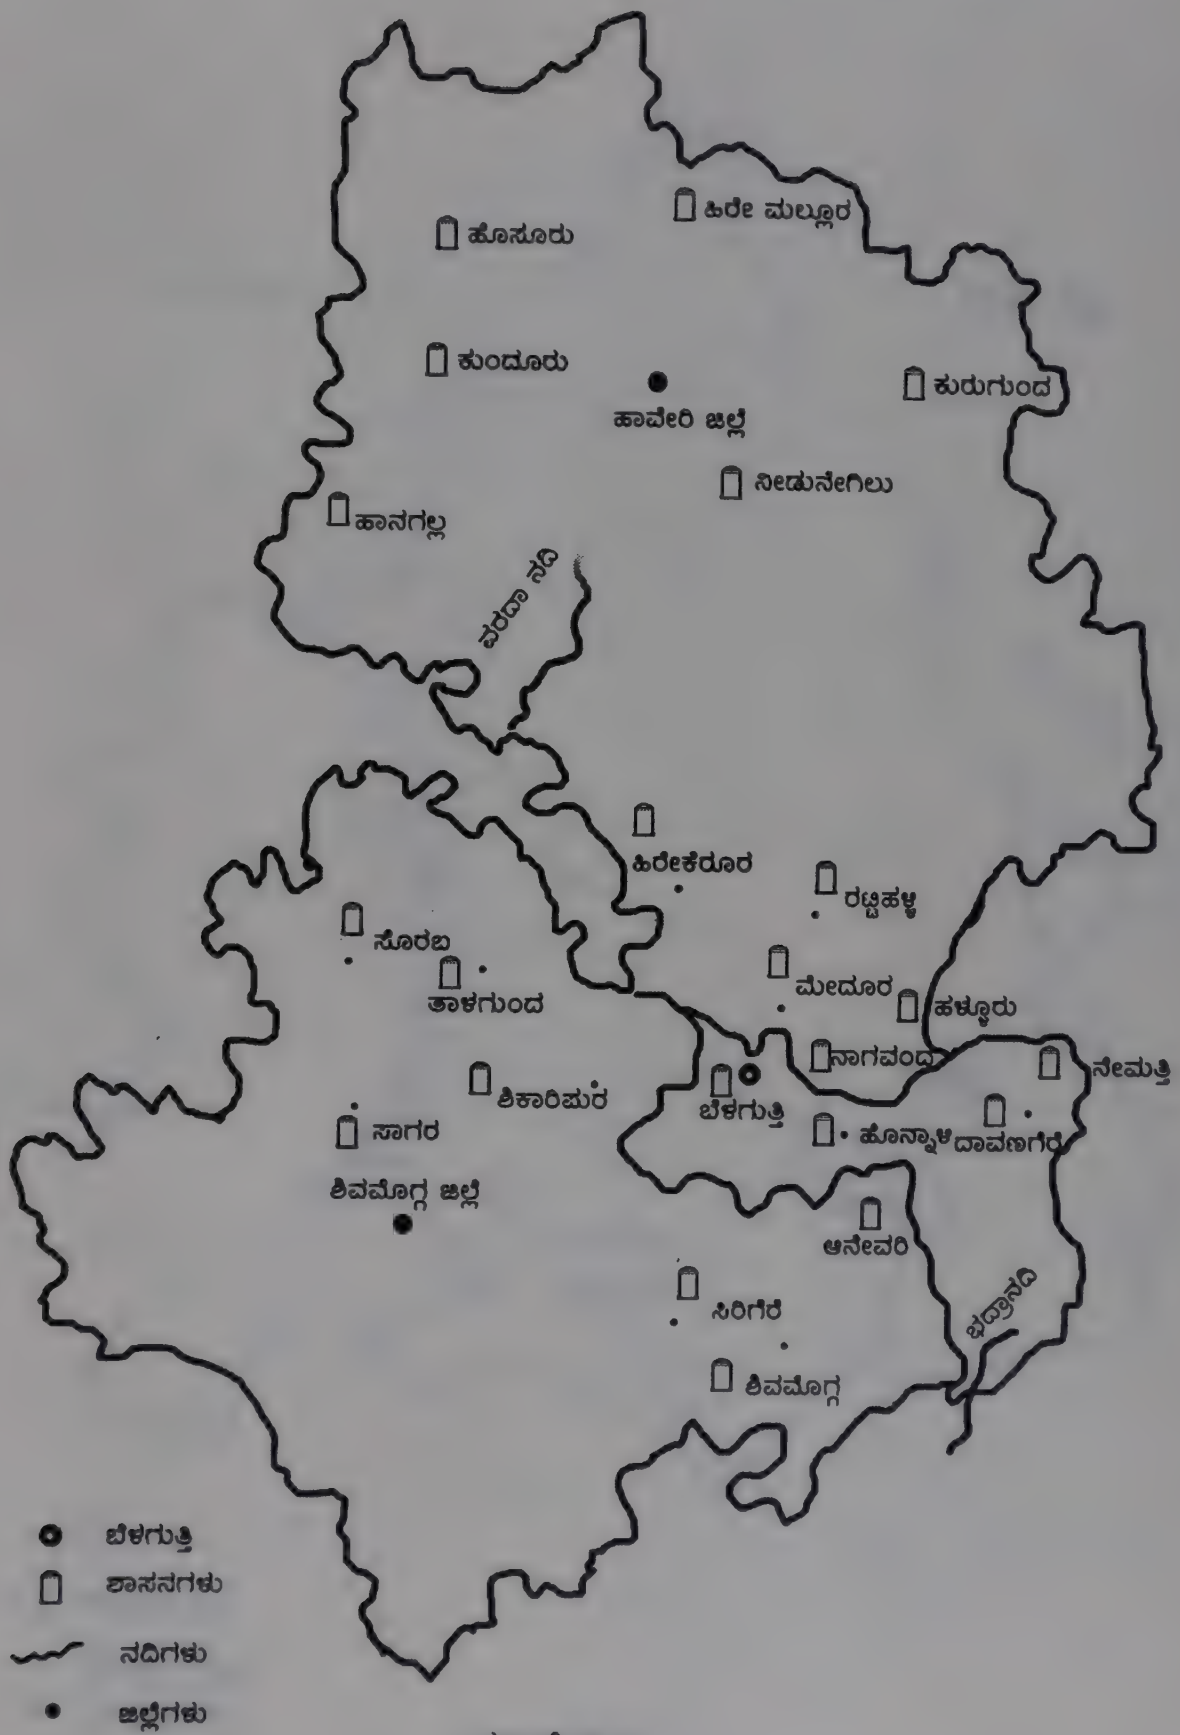 ಹಿರೇ ಮಲ್ಲೂರ
ಹೊಸೂರು
ಕುಂದೂರು
ಕುರುಗುಂದ
ಹಾವೇರಿ ಜಿಲ್ಲೆ
ನೀಡುನೇಗಿಲು
ಹಾನಗಲ್ಲ
ವರದಾ ನದಿ
ಹಿರೇಕೆರೂರ
ರಟ್ಟಿಹಳ್ಳಿ
ಸೊರಬ
ತಾಳಗುಂದ
ಮೇದೂರ
ಹಳ್ಳೂರು
ನಾಗವಂದ
ನೇಮತ್ತಿ
ಶಿಕಾರಿಪುರ
ಬೆಳಗುತ್ತಿ
ಸಾಗರ
ಹೊನ್ನಾಳಿ
ದಾವಣಗೆರೆ
ಶಿವಮೊಗ್ಗ ಜಿಲ್ಲೆ
ಆನೇವರಿ
ಸಿರಿಗೆರೆ
ಭದ್ರಾನದಿ
ಶಿವಮೊಗ್ಗ
ಬೆಳಗುತ್ತಿ
ಶಾಸನಗಳು
ನದಿಗಳು
ಜಿಲ್ಲೆಗಳು